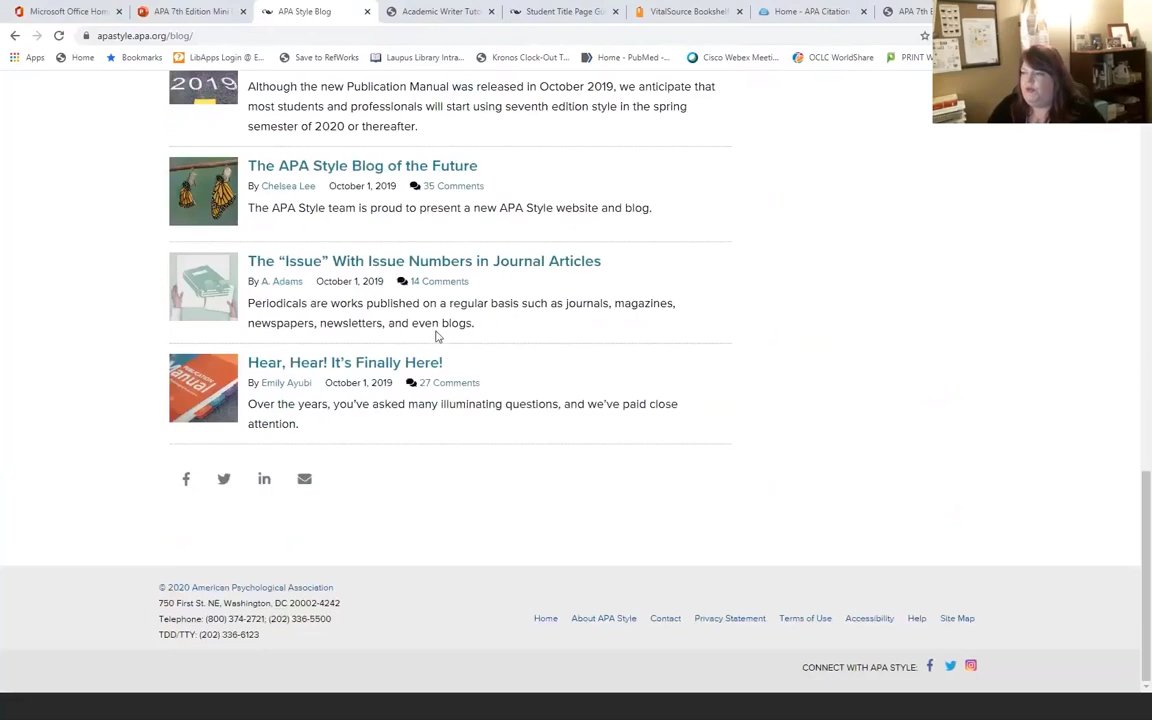 Microsoft Office Hom
APA 7th Edition Mini
APA Style Blog
Academic Writer Tuto
Student Title Page Gu
VitalSource Bookshelf
Home - APA Citation
APA 7th E
apastyle.apa.org/blog/
Apps
Home
Bookmarks
LibApps Login @ E...
Save to RefWorks
Laupus Library Intra...
Kronos Clock-Out T...
Home - PubMed -...
Cisco Webex Meeti...
OCLC WorldShare
PRINT W
2019
Although the new Publication Manual was released in October 2019, we anticipate that
most students and professionals will start using seventh edition style in the spring
semester of 2020 or thereafter.
The APA Style Blog of the Future
By Chelsea Lee October 1, 2019 35 Comments
The APA Style team is proud to present a new APA Style website and blog.
The “Issue” With Issue Numbers in Journal Articles
By A. Adams October 1, 2019 14 Comments
Periodicals are works published on a regular basis such as journals, magazines,
newspapers, newsletters, and even blogs.
Hear, Hear! It’s Finally Here!
By Emily Ayubi October 1, 2019 27 Comments
Over the years, you’ve asked many illuminating questions, and we’ve paid close
attention.
© 2020 American Psychological Association
750 First St. NE, Washington, DC 20002-4242
Telephone: (800) 374-2721; (202) 336-5500
TDD/TTY: (202) 336-6123
Home
About APA Style
Contact
Privacy Statement
Terms of Use
Accessibility
Help
Site Map
CONNECT WITH APA STYLE: